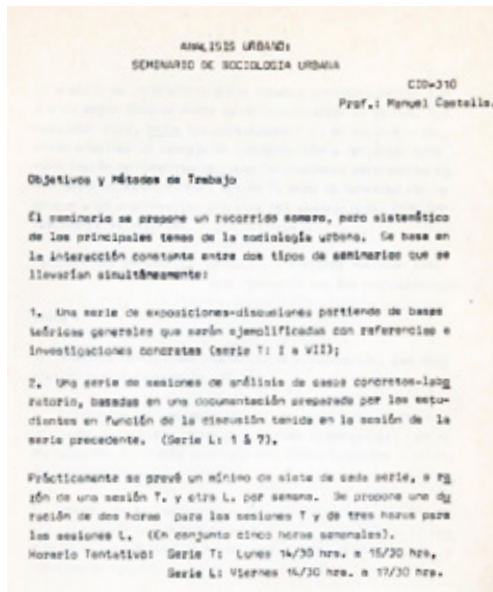 ANALISIS URBANO:
SEMINARIO DE SOCIOLOGIA URBANA
CID-310
Prof.: Manuel Castells.
Objetivos y Métodos de Trabajo
El seminario se propone un recorrido somero, pero sistemático
de los principales temas de la sociología urbana. Se basa en
la interacción constante entre dos tipos de seminarios que se
llevarían simultáneamente:
1. Una serie de exposiciones-discusiones partiendo de bases
teóricas generales que serán ejemplificadas con referencias e
investigaciones concretas (serie T: I a VII);
2. Una serie de sesiones de análisis de casos concretos-labo
ratorio, basadas en una documentación preparada por los estu-
diantes en función de la discusión tenida en la sesión de la
serie precedente. (Serie L: 1 á 7).
Prácticamente se prevé un mínimo de siete de cada serie, a ra
zón de una sesión T. y otra L. por semana. Se propone una du
ración de dos horas para las sesiones T y de tres horas para
las sesiones L. (En conjunto cinco horas semanales).
Horario Tentativo: Serie T: Lunes 14/30 hrs. a 15/30 hrs,
Serie L: Viernes 14/30 hrs. a 17/30 hrs.